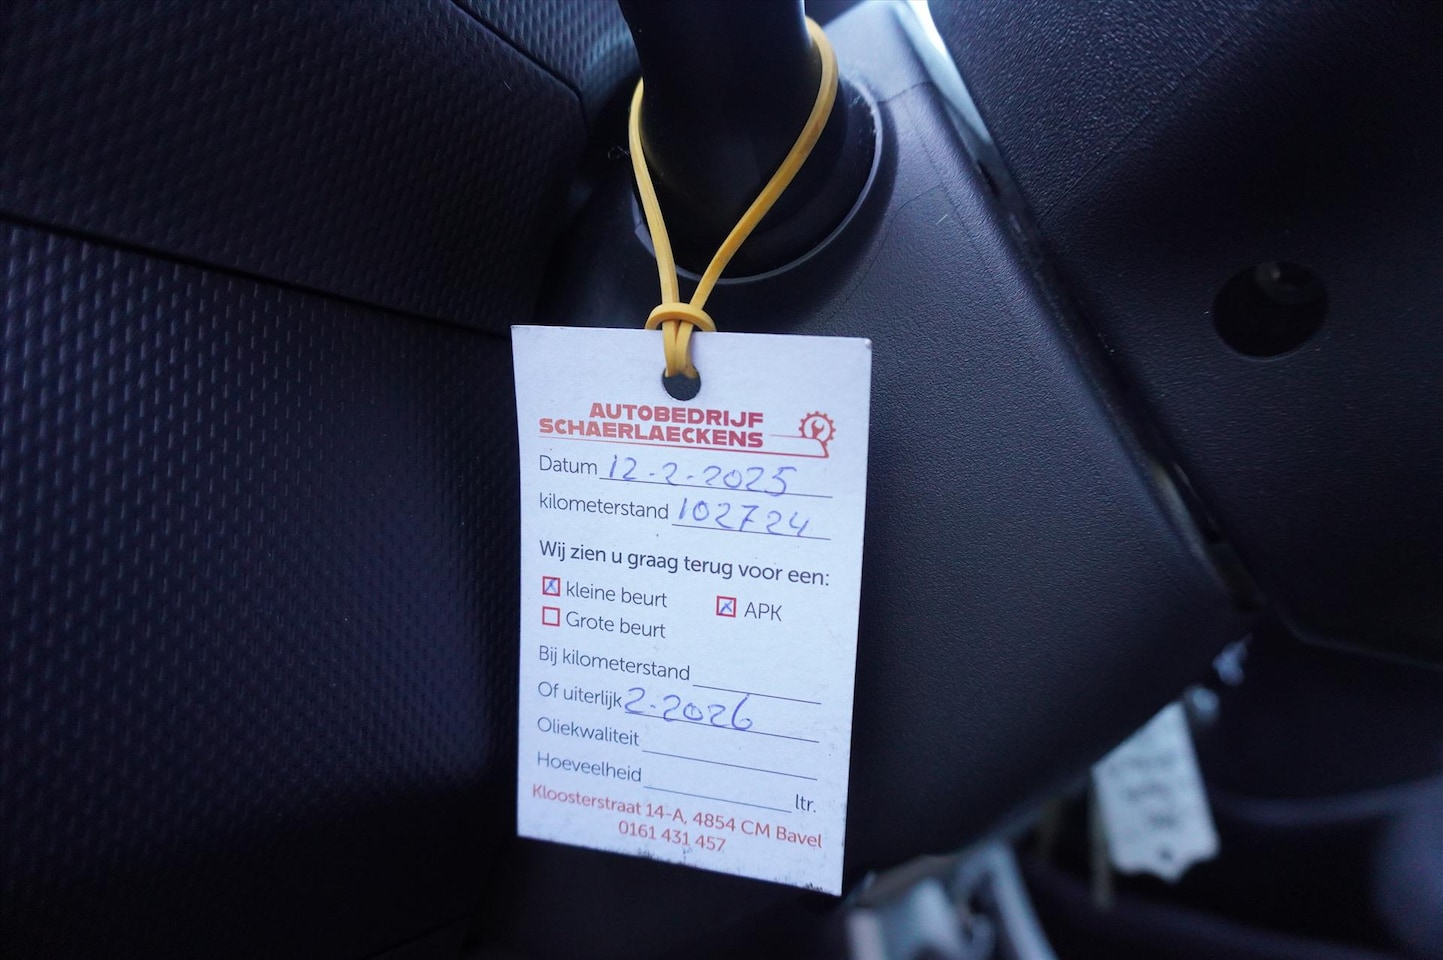 AUTOBEDRIJF
SCHAERLAECKENS
Datum 12-2-2025
kilometerstand 102724
Wij zien u graag terug voor een:
kleine beurt APK
Grote beurt
Bij kilometerstand
Of uiterlijk 2-2026
Oliekwaliteit
Hoeveelheid ltr.
Kloosterstraat 14-A, 4854 CM Bavel
0161 431 457